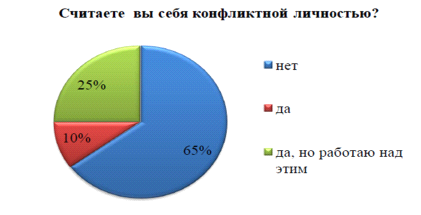 Считаете вы себя конфликтной личностью?
25%
10%
65%
нет
да
да, но работаю над
этим